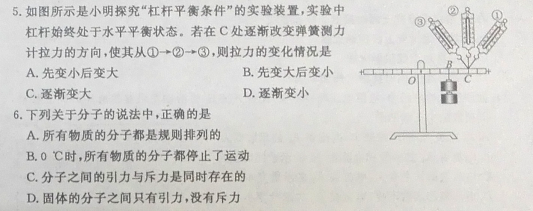 5. 如图所示是小明探究“杠杆平衡条件”的实验装置,实验中
杠杆始终处于水平平衡状态。若在 C 处逐渐改变弹簧测力
计拉力的方向,使其从①→②→③,则拉力的变化情况是
A. 先变小后变大
B. 先变大后变小
C. 逐渐变大
D. 逐渐变小
③
②
①
O
B
C
6. 下列关于分子的说法中,正确的是
A. 所有物质的分子都是规则排列的
B. 0 ℃时,所有物质的分子都停止了运动
C. 分子之间的引力与斥力是同时存在的
D. 固体的分子之间只有引力,没有斥力